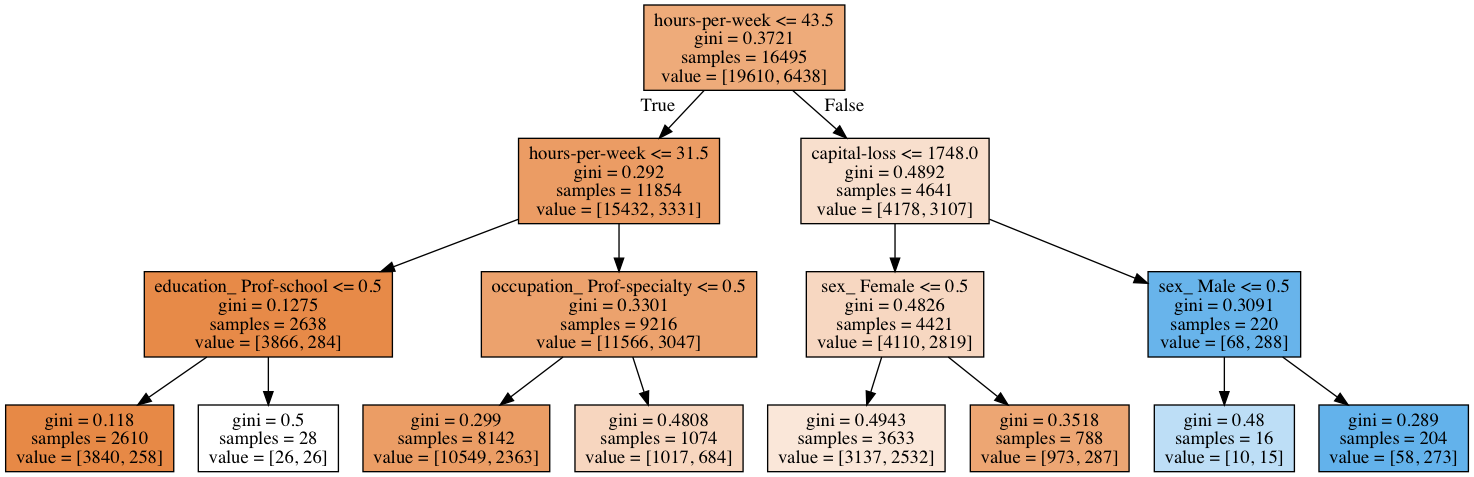 hours-per-week <= 43.5
gini = 0.3721
samples = 16495
value = [19610, 6438]
True
False
hours-per-week <= 31.5
gini = 0.292
samples = 11854
value = [15432, 3331]
capital-loss <= 1748.0
gini = 0.4892
samples = 4641
value = [4178, 3107]
education_ Prof-school <= 0.5
gini = 0.1275
samples = 2638
value = [3866, 284]
occupation_ Prof-specialty <= 0.5
gini = 0.3301
samples = 9216
value = [11566, 3047]
sex_ Female <= 0.5
gini = 0.4826
samples = 4421
value = [4110, 2819]
sex_ Male <= 0.5
gini = 0.3091
samples = 220
value = [68, 288]
gini = 0.118
samples = 2610
value = [3840, 258]
gini = 0.5
samples = 28
value = [26, 26]
gini = 0.299
samples = 8142
value = [10549, 2363]
gini = 0.4808
samples = 1074
value = [1017, 684]
gini = 0.4943
samples = 3633
value = [3137, 2532]
gini = 0.3518
samples = 788
value = [973, 287]
gini = 0.48
samples = 16
value = [10, 15]
gini = 0.289
samples = 204
value = [58, 273]